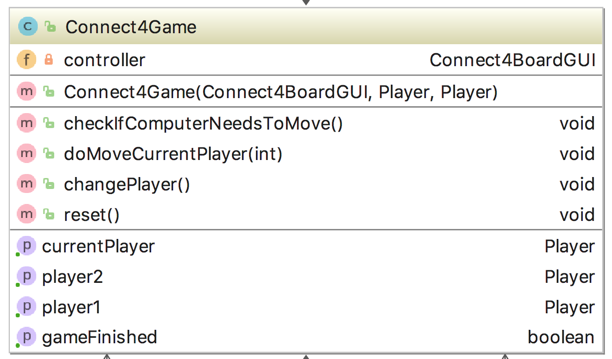 C Connect4Game
f controller Connect4BoardGUI
m Connect4Game(Connect4BoardGUI, Player, Player)
m checkIfComputerNeedsToMove() void
m doMoveCurrentPlayer(int) void
m changePlayer() void
m reset() void
p currentPlayer Player
p player2 Player
p player1 Player
p gameFinished boolean